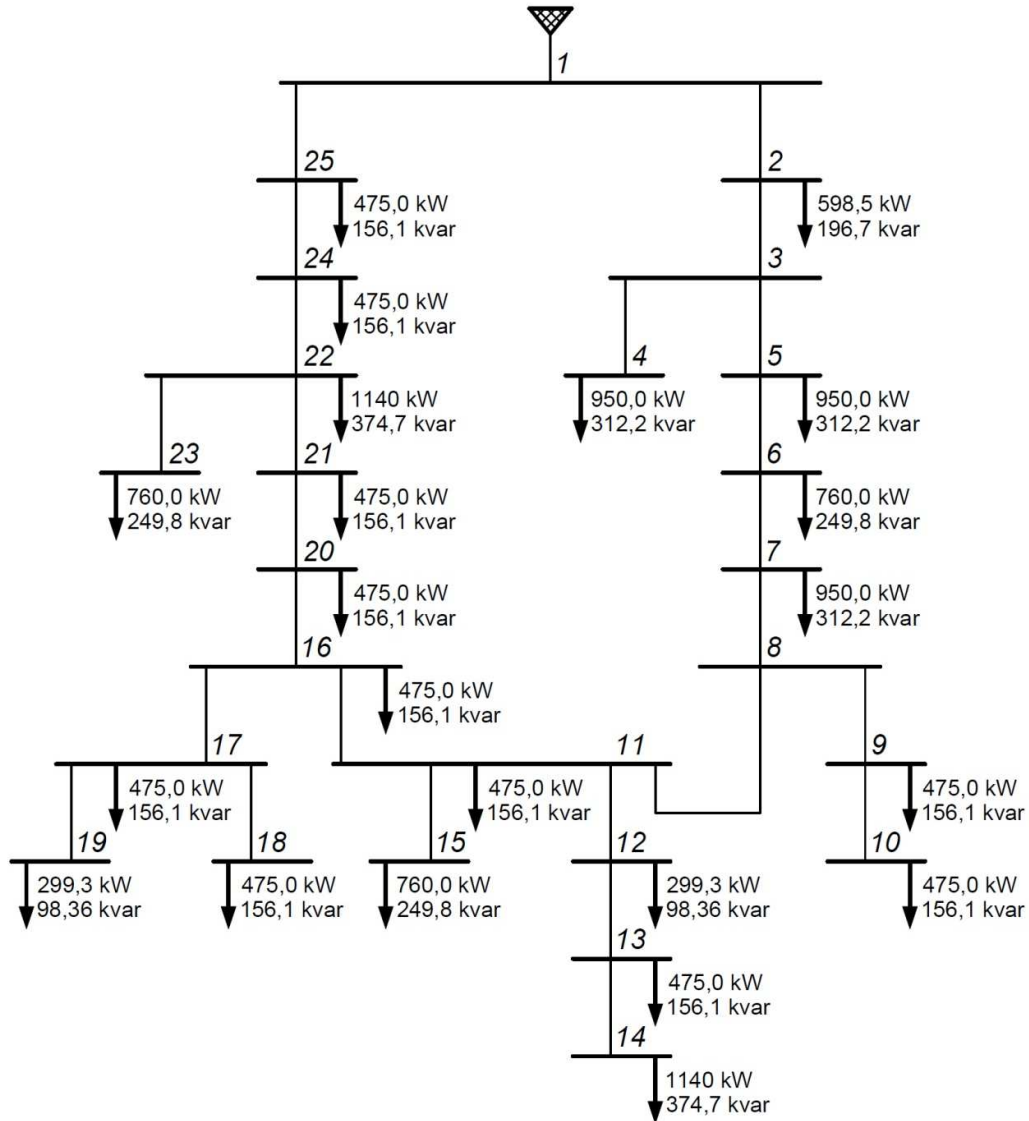 1
25
2
475,0 kW
156,1 kvar
598,5 kW
196,7 kvar
24
3
475,0 kW
156,1 kvar
22
4
5
1140 kW
374,7 kvar
950,0 kW
312,2 kvar
950,0 kW
312,2 kvar
23
21
6
760,0 kW
249,8 kvar
475,0 kW
156,1 kvar
760,0 kW
249,8 kvar
20
7
475,0 kW
156,1 kvar
950,0 kW
312,2 kvar
16
8
475,0 kW
156,1 kvar
17
11
9
475,0 kW
156,1 kvar
475,0 kW
156,1 kvar
475,0 kW
156,1 kvar
19
18
15
12
10
299,3 kW
98,36 kvar
475,0 kW
156,1 kvar
760,0 kW
249,8 kvar
299,3 kW
98,36 kvar
475,0 kW
156,1 kvar
13
475,0 kW
156,1 kvar
14
1140 kW
374,7 kvar